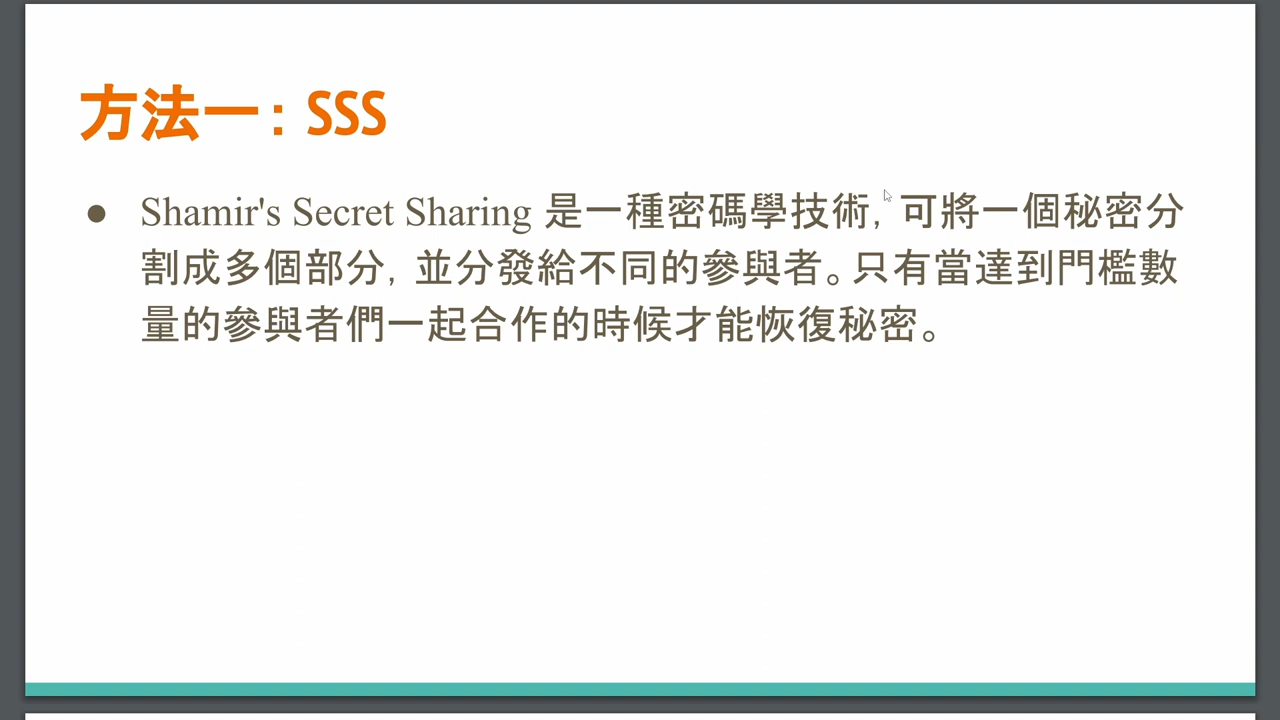 方法一：SSS
● Shamir's Secret Sharing 是一種密碼學技術，可將一個秘密分
割成多個部分，並分發給不同的參與者。只有當達到門檻數
量的參與者們一起合作的時候才能恢復秘密。